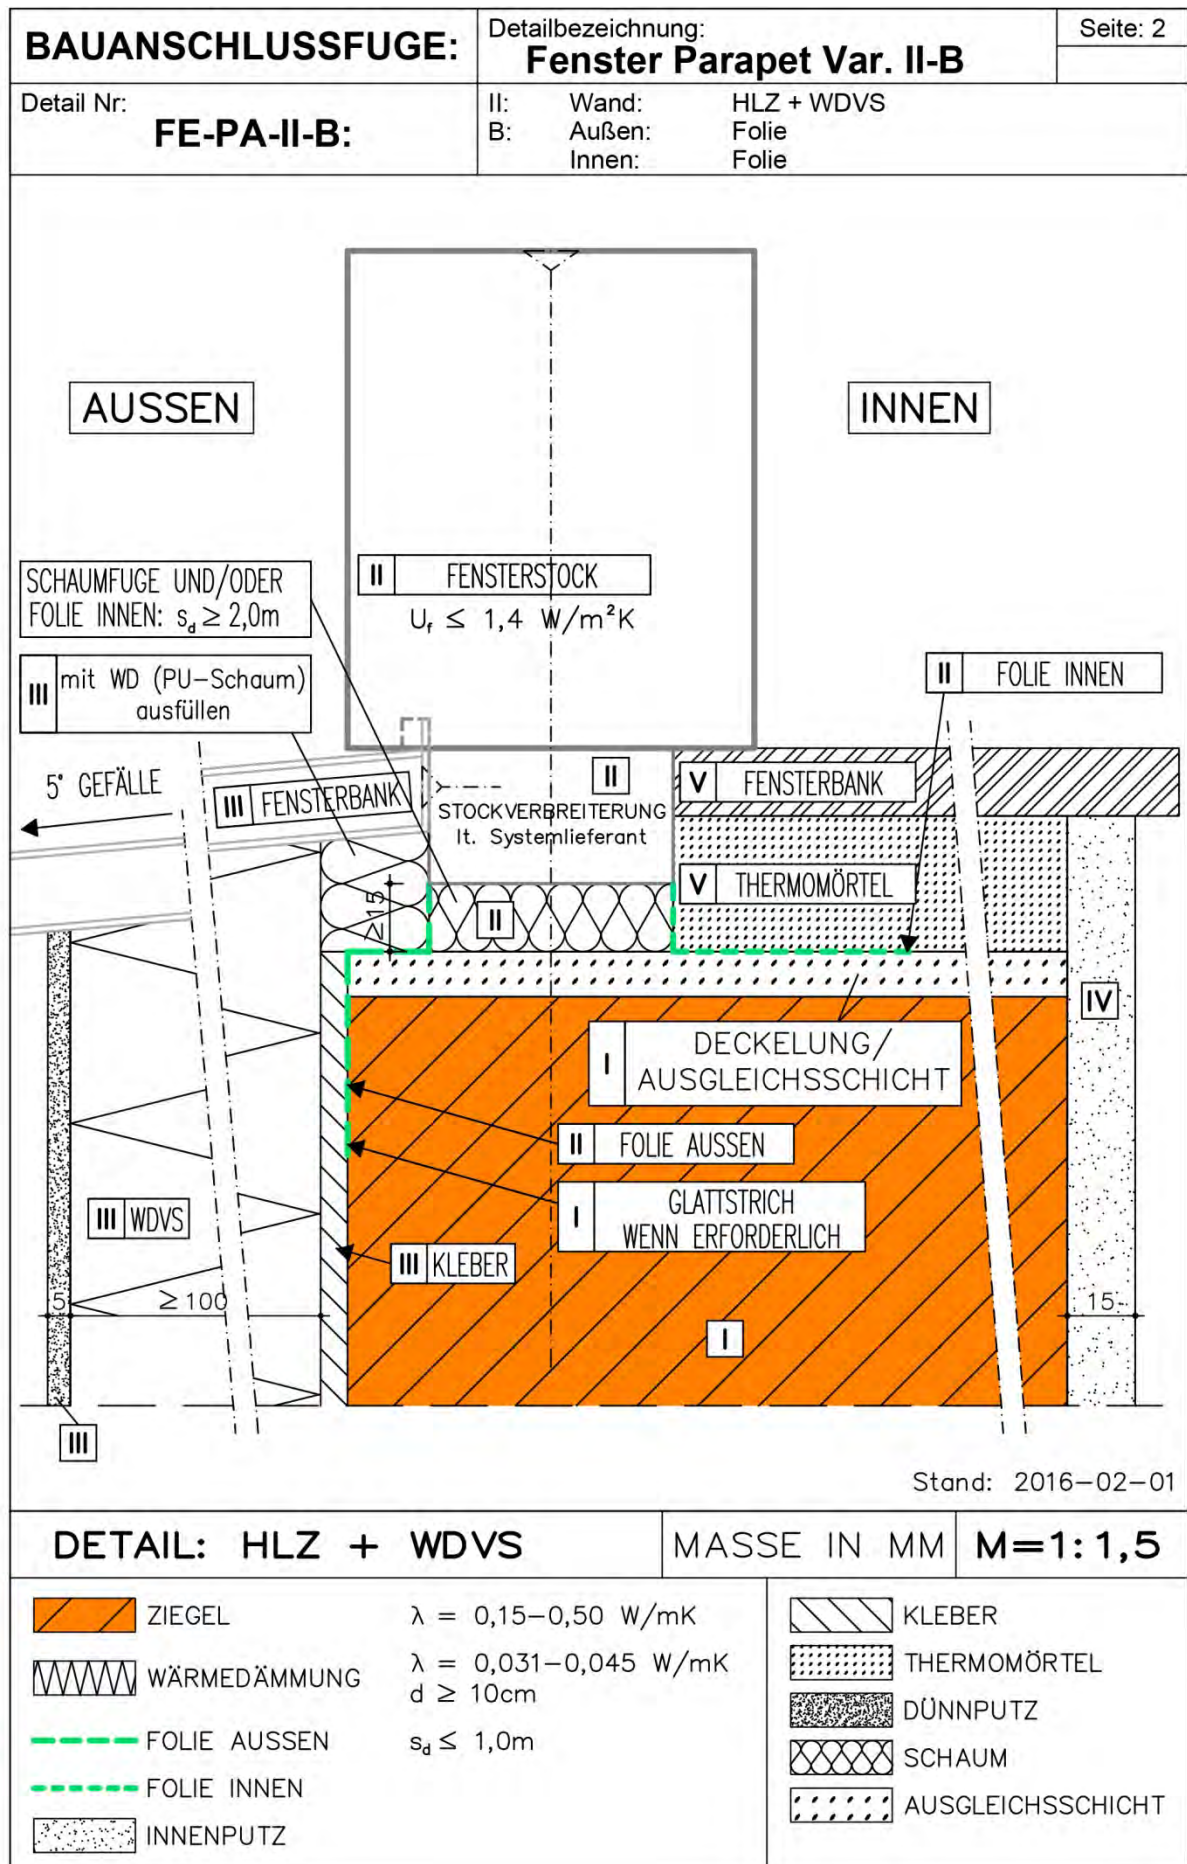 BAUANSCHLUSSFUGE:
Detailbezeichnung:
Fenster Parapet Var. II-B
Seite: 2
Detail Nr:
FE-PA-II-B:
II: Wand: HLZ + WDVS
B: Außen: Folie
Innen: Folie
AUSSEN
INNEN
SCHAUMFUGE UND/ODER
FOLIE INNEN: sd ≥ 2,0m
II FENSTERSTOCK
Uf ≤ 1,4 W/m²K
III mit WD (PU-Schaum)
ausfüllen
II FOLIE INNEN
5° GEFÄLLE
III FENSTERBANK
II
STOCKVERBREITERUNG
lt. Systemlieferant
V FENSTERBANK
V THERMOMÖRTEL
≥15
II
IV
I DECKELUNG/
AUSGLEICHSSCHICHT
II FOLIE AUSSEN
I GLATTSTRICH
WENN ERFORDERLICH
III WDVS
III KLEBER
5
≥100
15
I
III
Stand: 2016-02-01
DETAIL: HLZ + WDVS
MASSE IN MM
M=1:1,5
ZIEGEL λ = 0,15-0,50 W/mK
WÄRMEDÄMMUNG λ = 0,031-0,045 W/mK
d ≥ 10cm
FOLIE AUSSEN sd ≤ 1,0m
FOLIE INNEN
INNENPUTZ
KLEBER
THERMOMÖRTEL
DÜNNPUTZ
SCHAUM
AUSGLEICHSSCHICHT